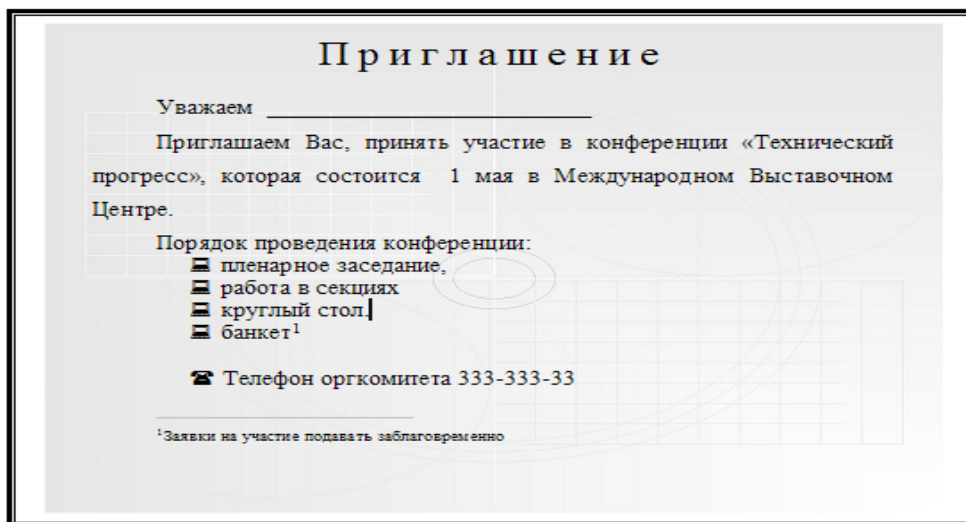 Приглашение
Уважаем ____________________________
Приглашаем Вас, принять участие в конференции «Технический
прогресс», которая состоится 1 мая в Международном Выставочном
Центре.
Порядок проведения конференции:
💻 пленарное заседание,
💻 работа в секциях
💻 круглый стол.
💻 банкет¹
☎ Телефон оргкомитета 333-333-33
¹Заявки на участие подавать заблаговременно